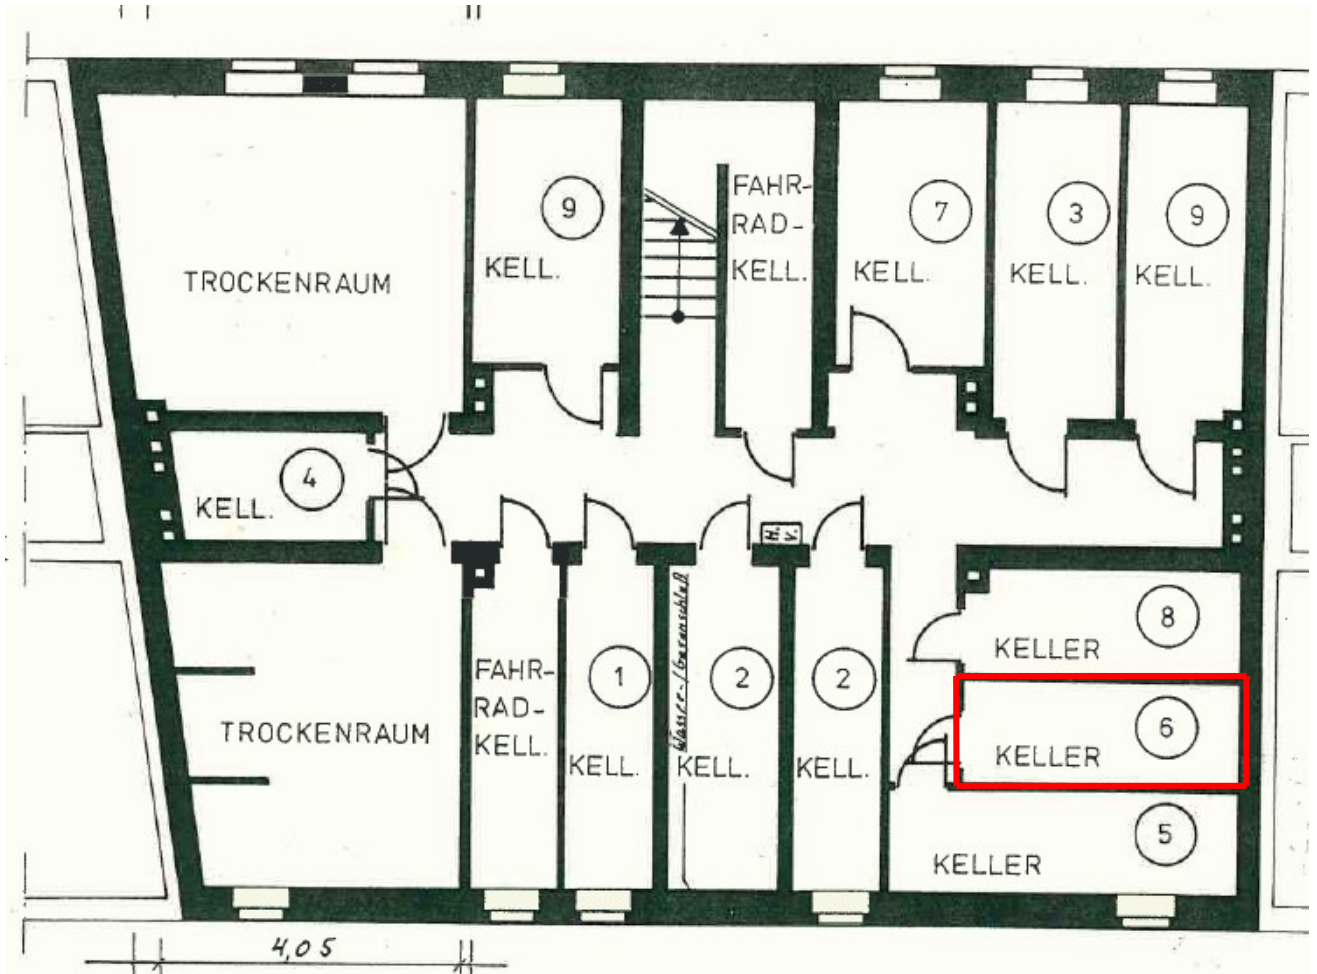 9
KELL.
TROCKENRAUM
FAHR-
RAD-
KELL.
7
KELL.
3
KELL.
9
KELL.
4
KELL.
H.
V.
8
KELLER
6
KELLER
5
KELLER
TROCKENRAUM
FAHR-
RAD-
KELL.
1
KELL.
2
KELL.
2
KELL.
4,05